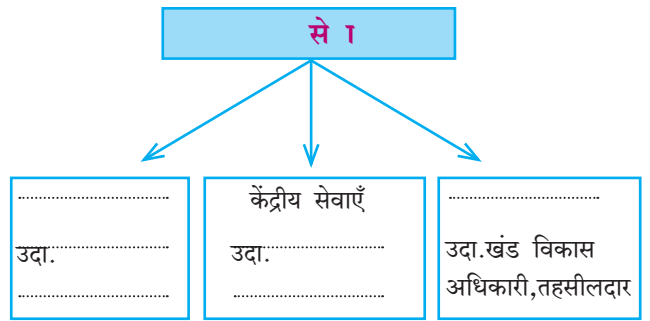 से ा
केंद्रीय सेवाएँ
उदा.
उदा.
उदा.खंड विकास
अधिकारी,तहसीलदार